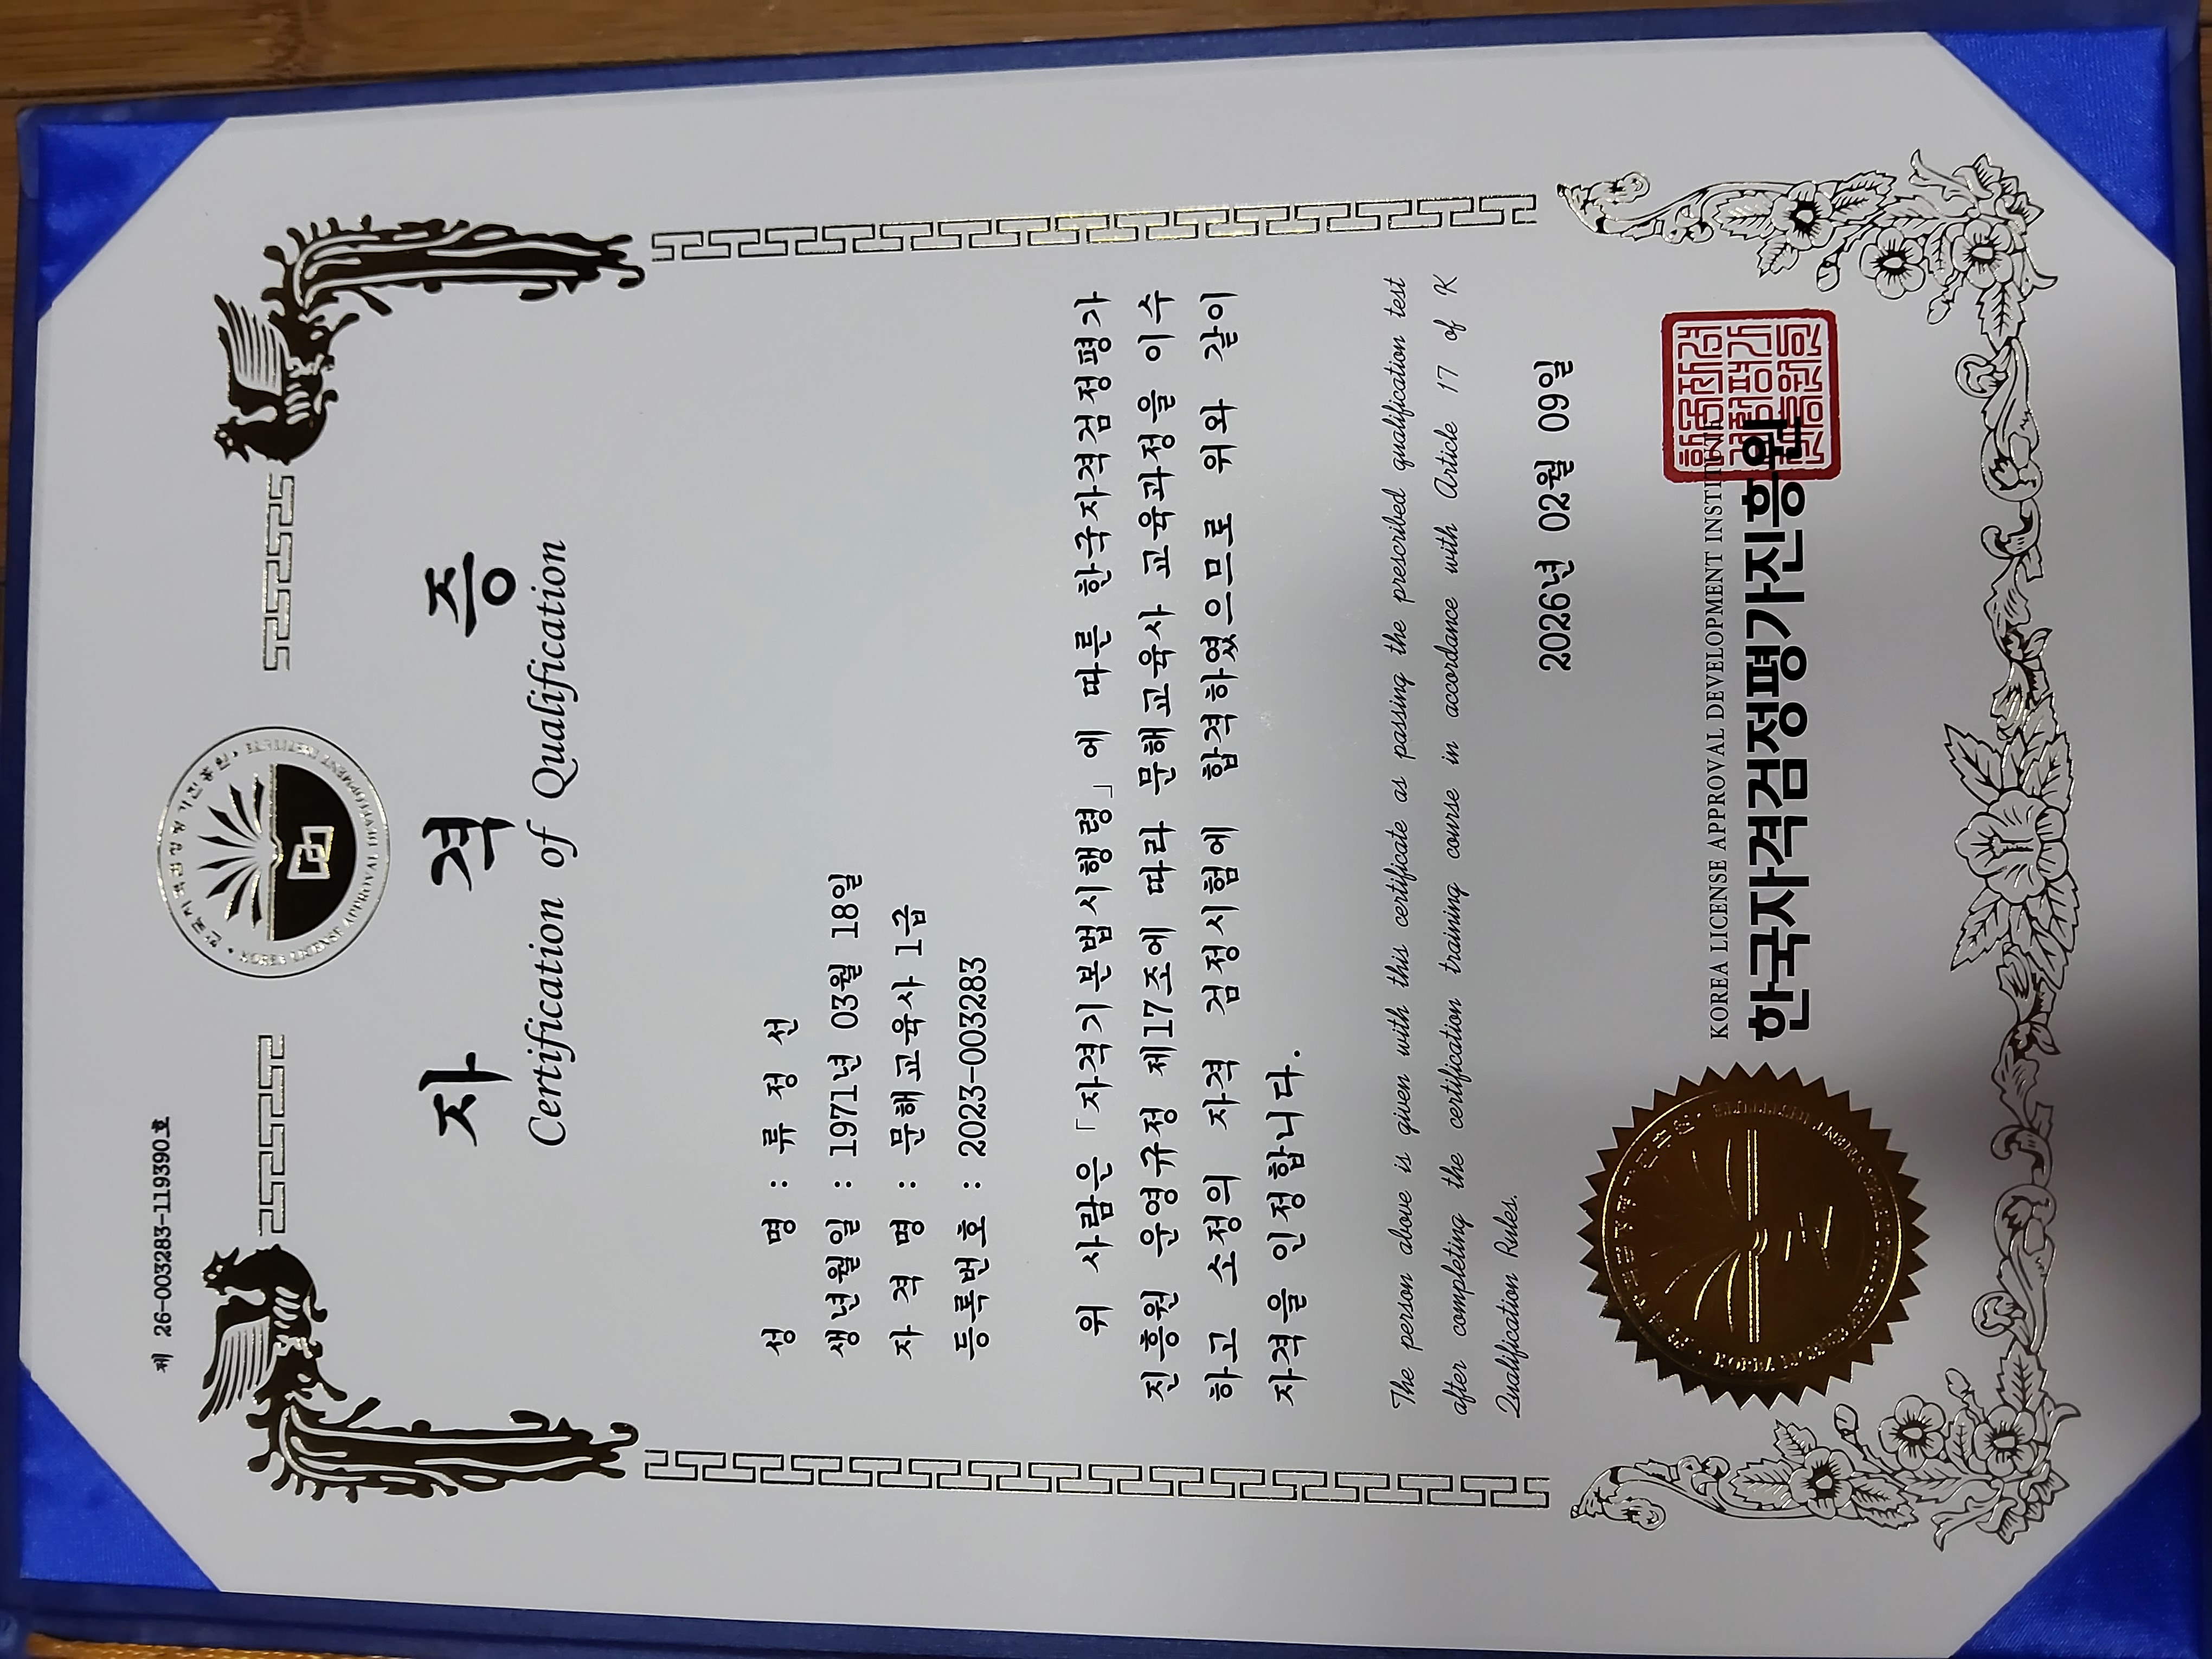 제 26-003283-119390호
자 격 증
Certification of Qualification
성 명 : 류 정 선
생년월일 : 1971년 03월 18일
자 격 명 : 문해교육사 1급
등록번호 : 2023-003283
위 사람은 「자격기본법시행령」에 따른 한국자격검정평가
진흥원 운영규정 제17조에 따라 문해교육사 교육과정을 이수
하고 소정의 자격 검정시험에 합격하였으므로 위와 같이
자격을 인정합니다.
The person above is given with this certificate as passing the prescribed qualification test
after completing the certification training course in accordance with Article 17 of K
Qualification Rules.
2026년 02월 09일
KOREA LICENSE APPROVAL DEVELOPMENT INSTITUTE
한국자격검정평가진흥원